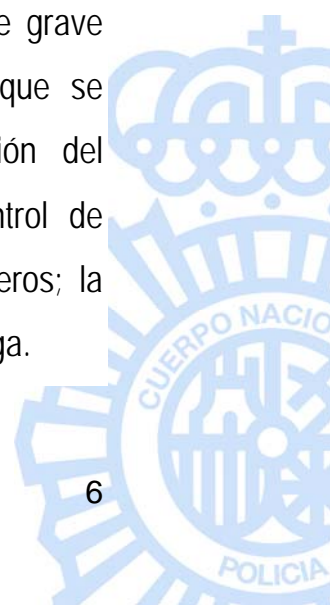 e grave
que se
ión del
ntrol de
eros; la
ga.
6
CUERPO NACIO
POLICIA